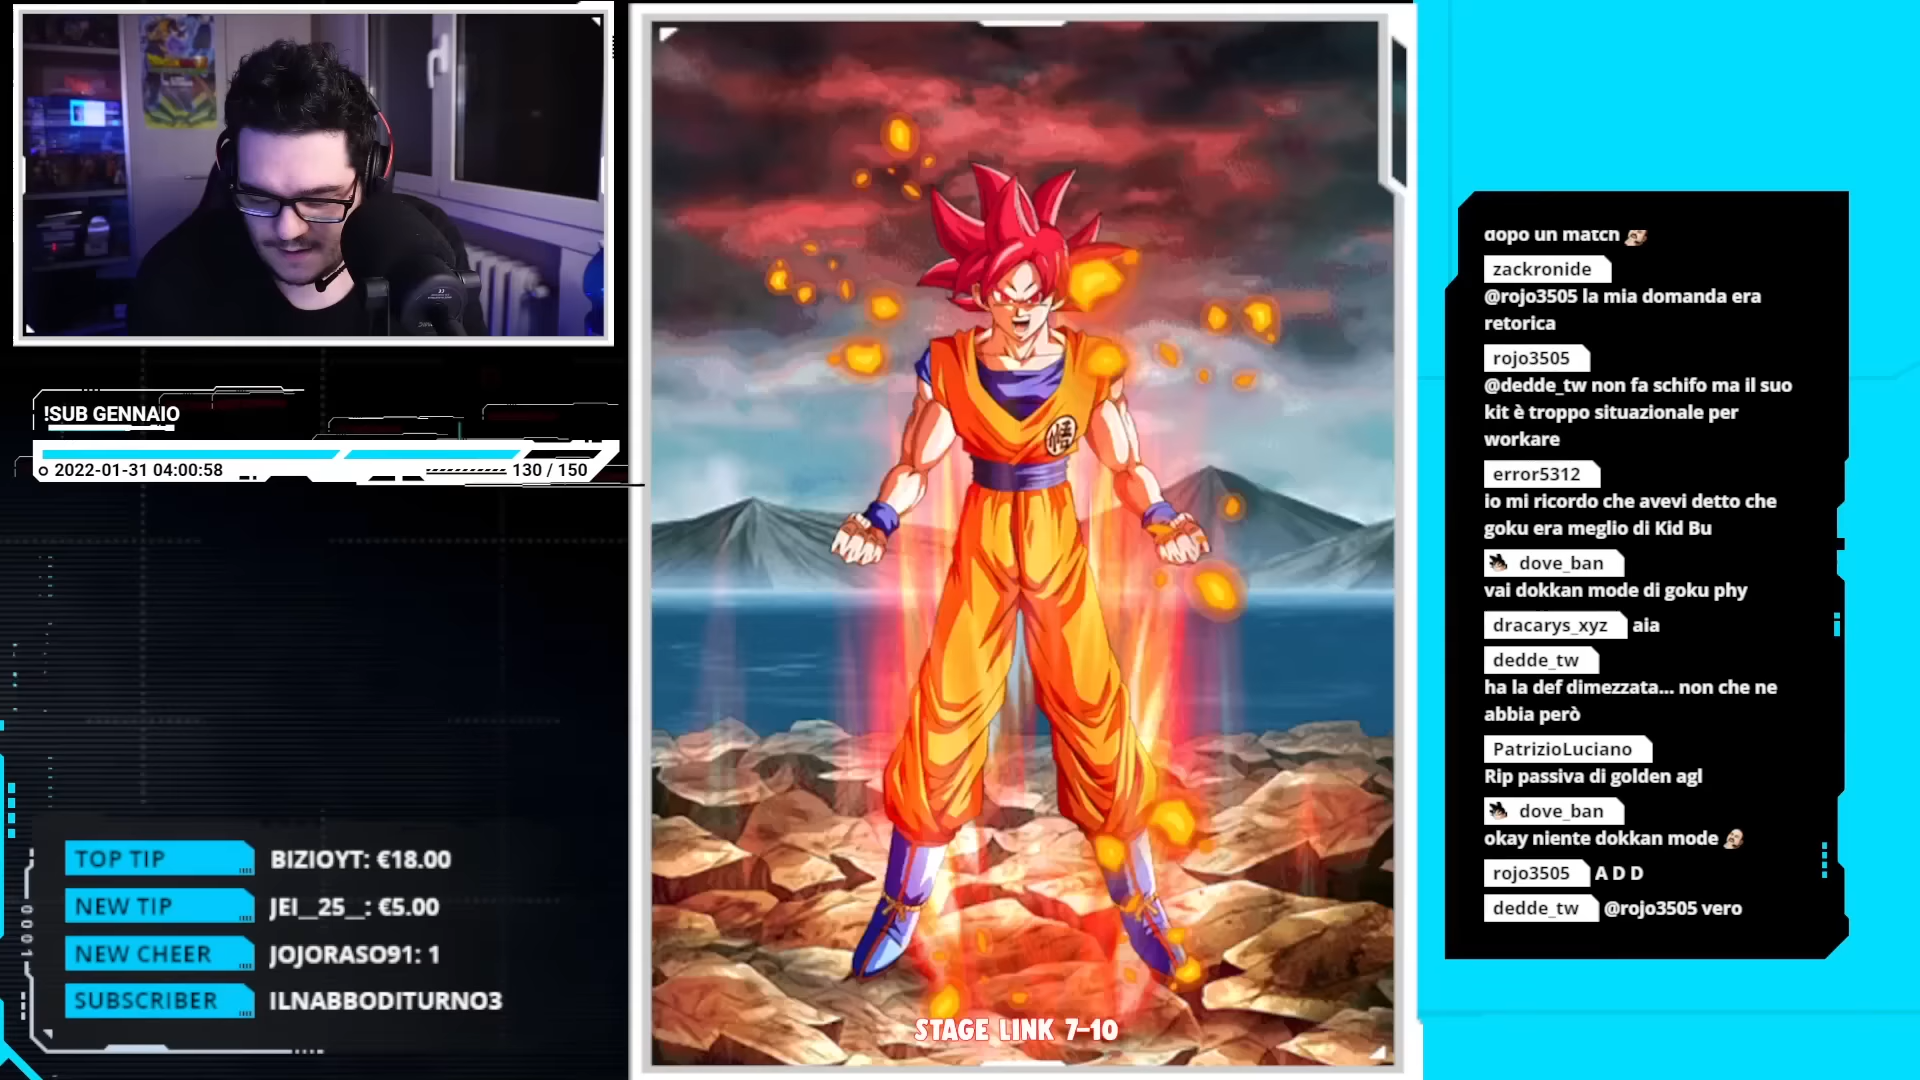 !SUB GENNAIO
2022-01-31 04:00:58
130 / 150
TOP TIP
BIZIOYT: €18.00
NEW TIP
JEI__25__: €5.00
NEW CHEER
JOJORASO91: 1
SUBSCRIBER
ILNABBODITURNO3
0001
悟
STAGE LINK 7-10
dopo un match
zackronide
@rojo3505 la mia domanda era
retorica
rojo3505
@dedde_tw non fa schifo ma il suo
kit è troppo situazionale per
workare
error5312
io mi ricordo che avevi detto che
goku era meglio di Kid Bu
dove_ban
vai dokkan mode di goku phy
dracarys_xyz aia
dedde_tw
ha la def dimezzata... non che ne
abbia però
PatrizioLuciano
Rip passiva di golden agl
dove_ban
okay niente dokkan mode
rojo3505 A D D
dedde_tw @rojo3505 vero